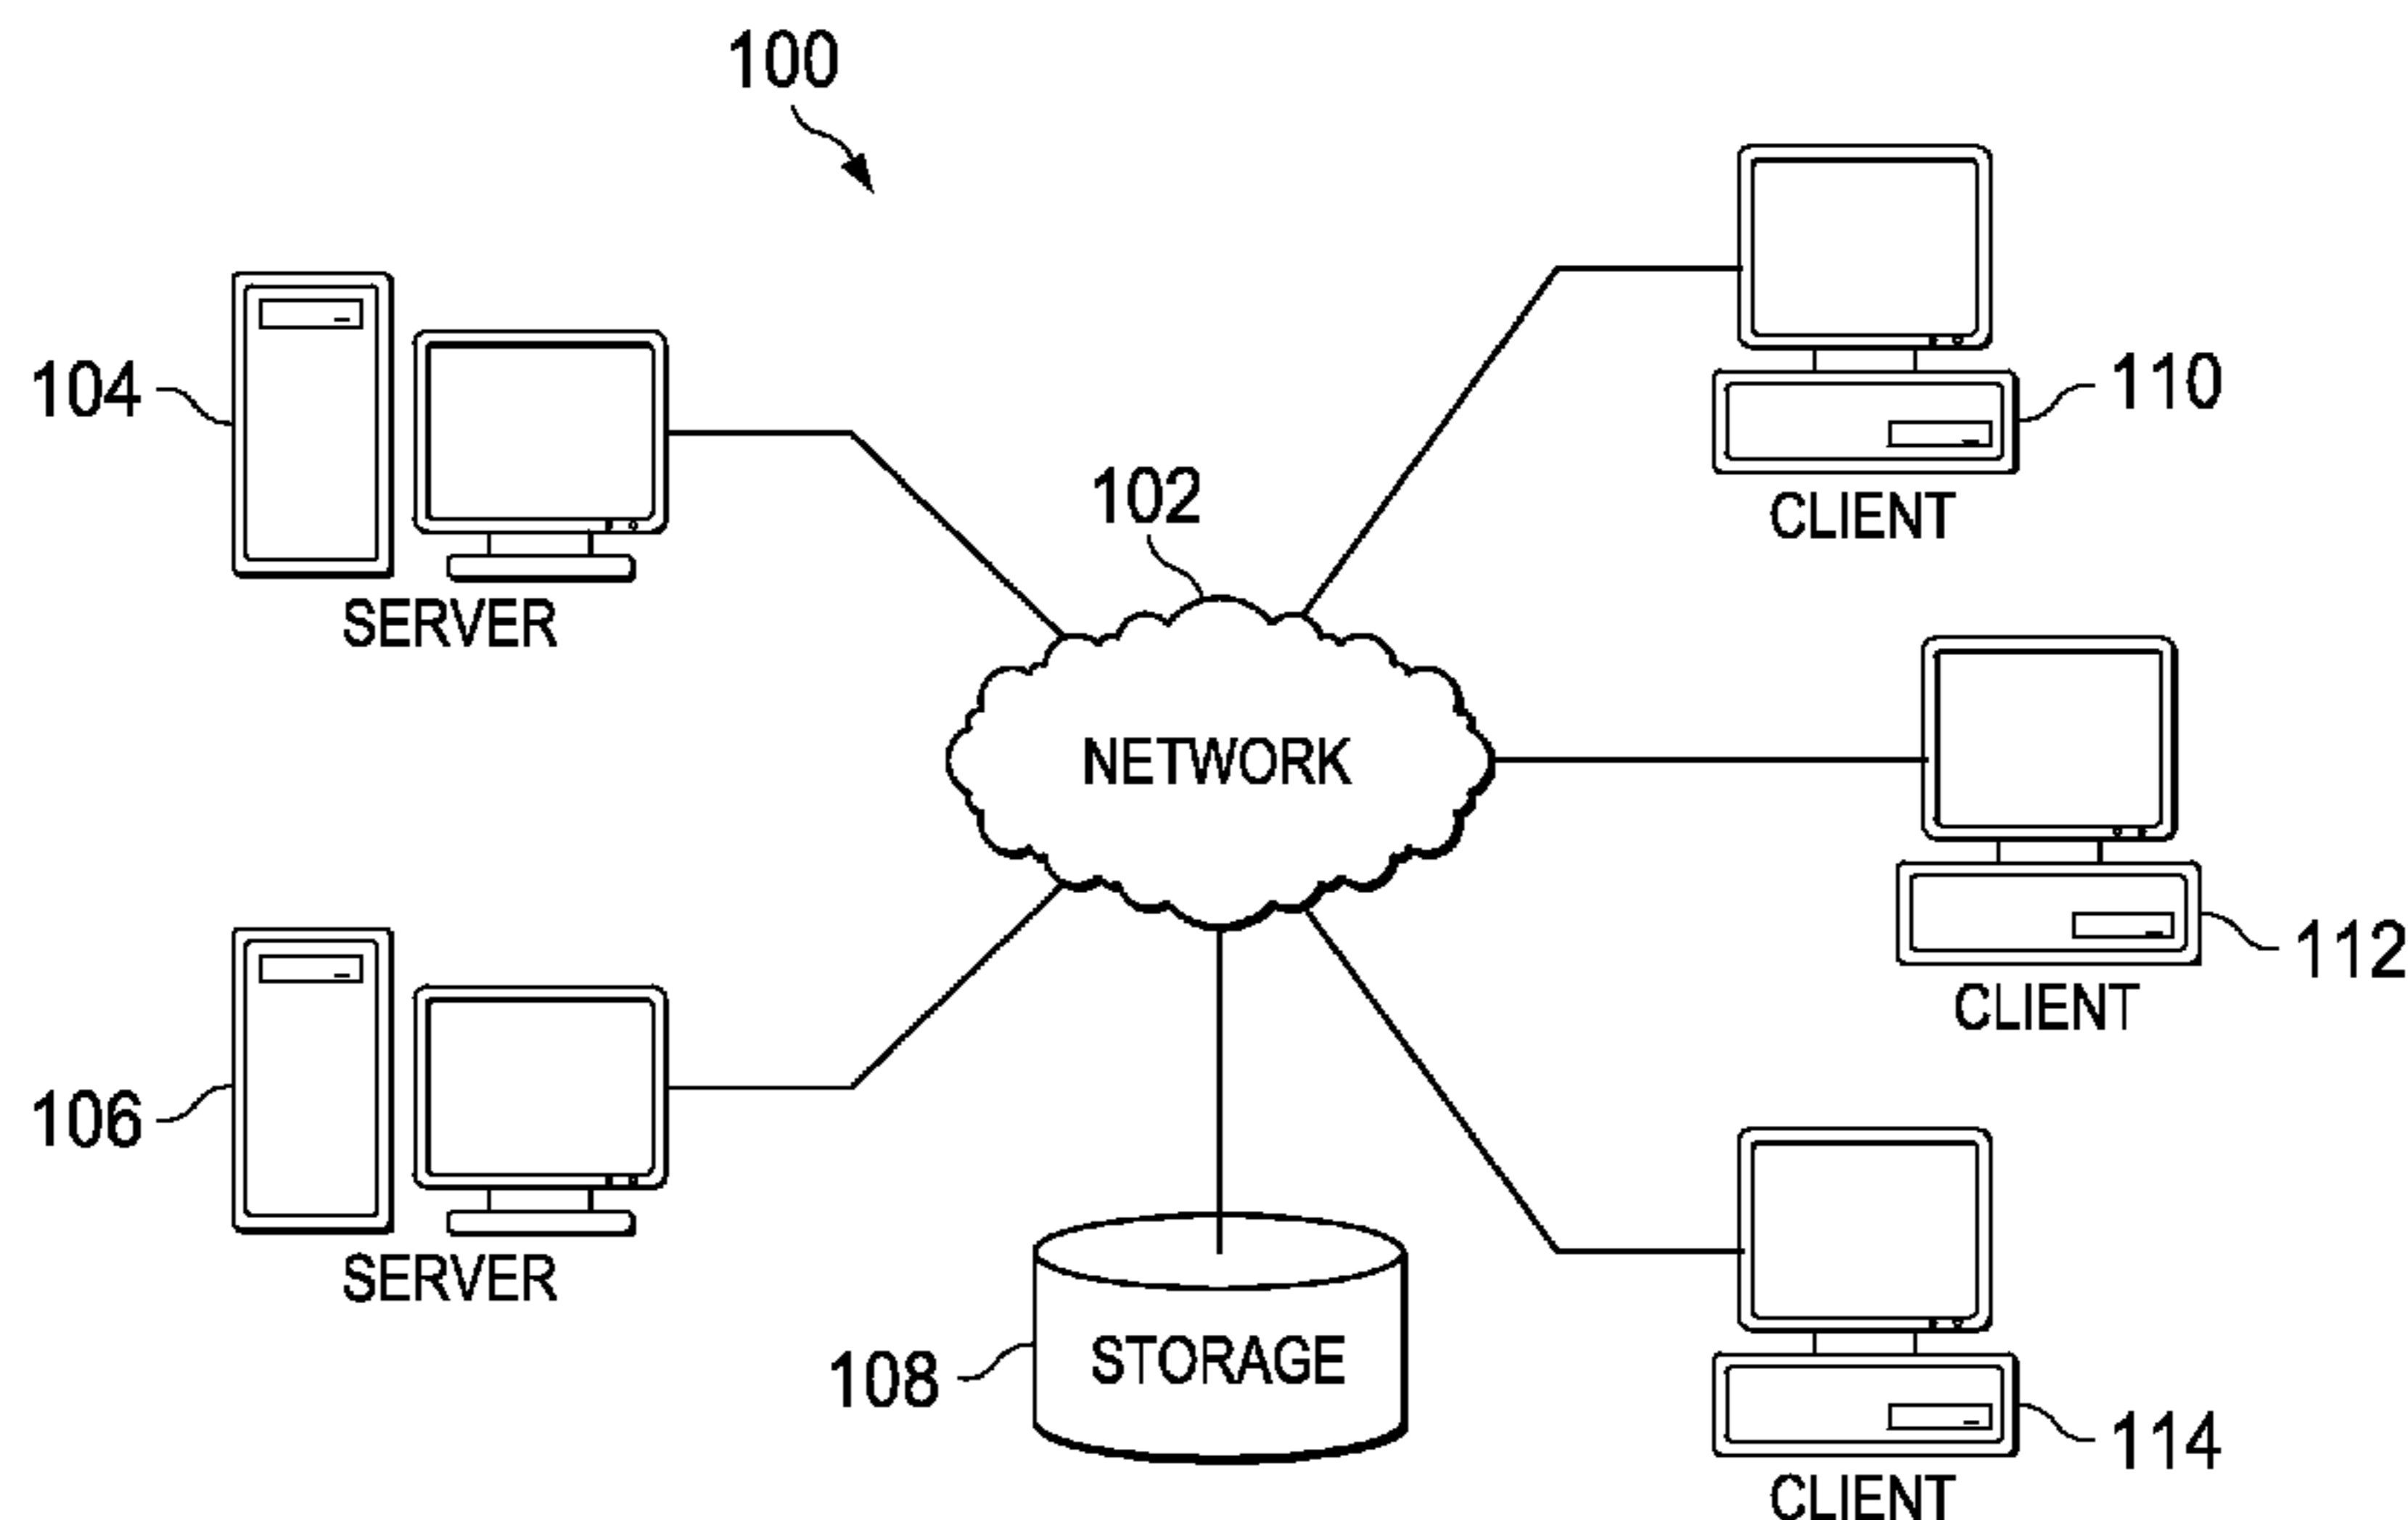 100
104
SERVER
110
CLIENT
102
NETWORK
112
CLIENT
106
SERVER
108
STORAGE
114
CLIENT